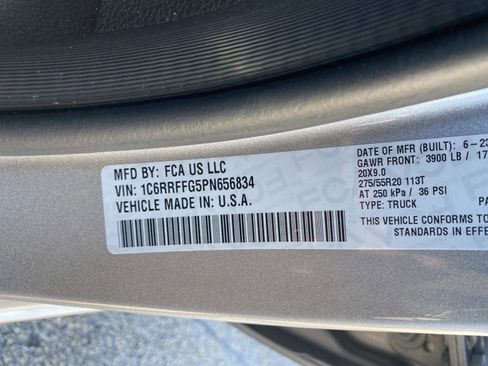 MFD BY: FCA US LLC
VIN: 1C6RRFFG5PN656834
VEHICLE MADE IN: U.S.A.
DATE OF MFR (BUILT): 6-23
GAWR FRONT: 3900 LB / 17
20X9.0
275/55R20 113T
AT 250 kPa / 36 PSI
TYPE: TRUCK PA
THIS VEHICLE CONFORMS TO
STANDARDS IN EFFE